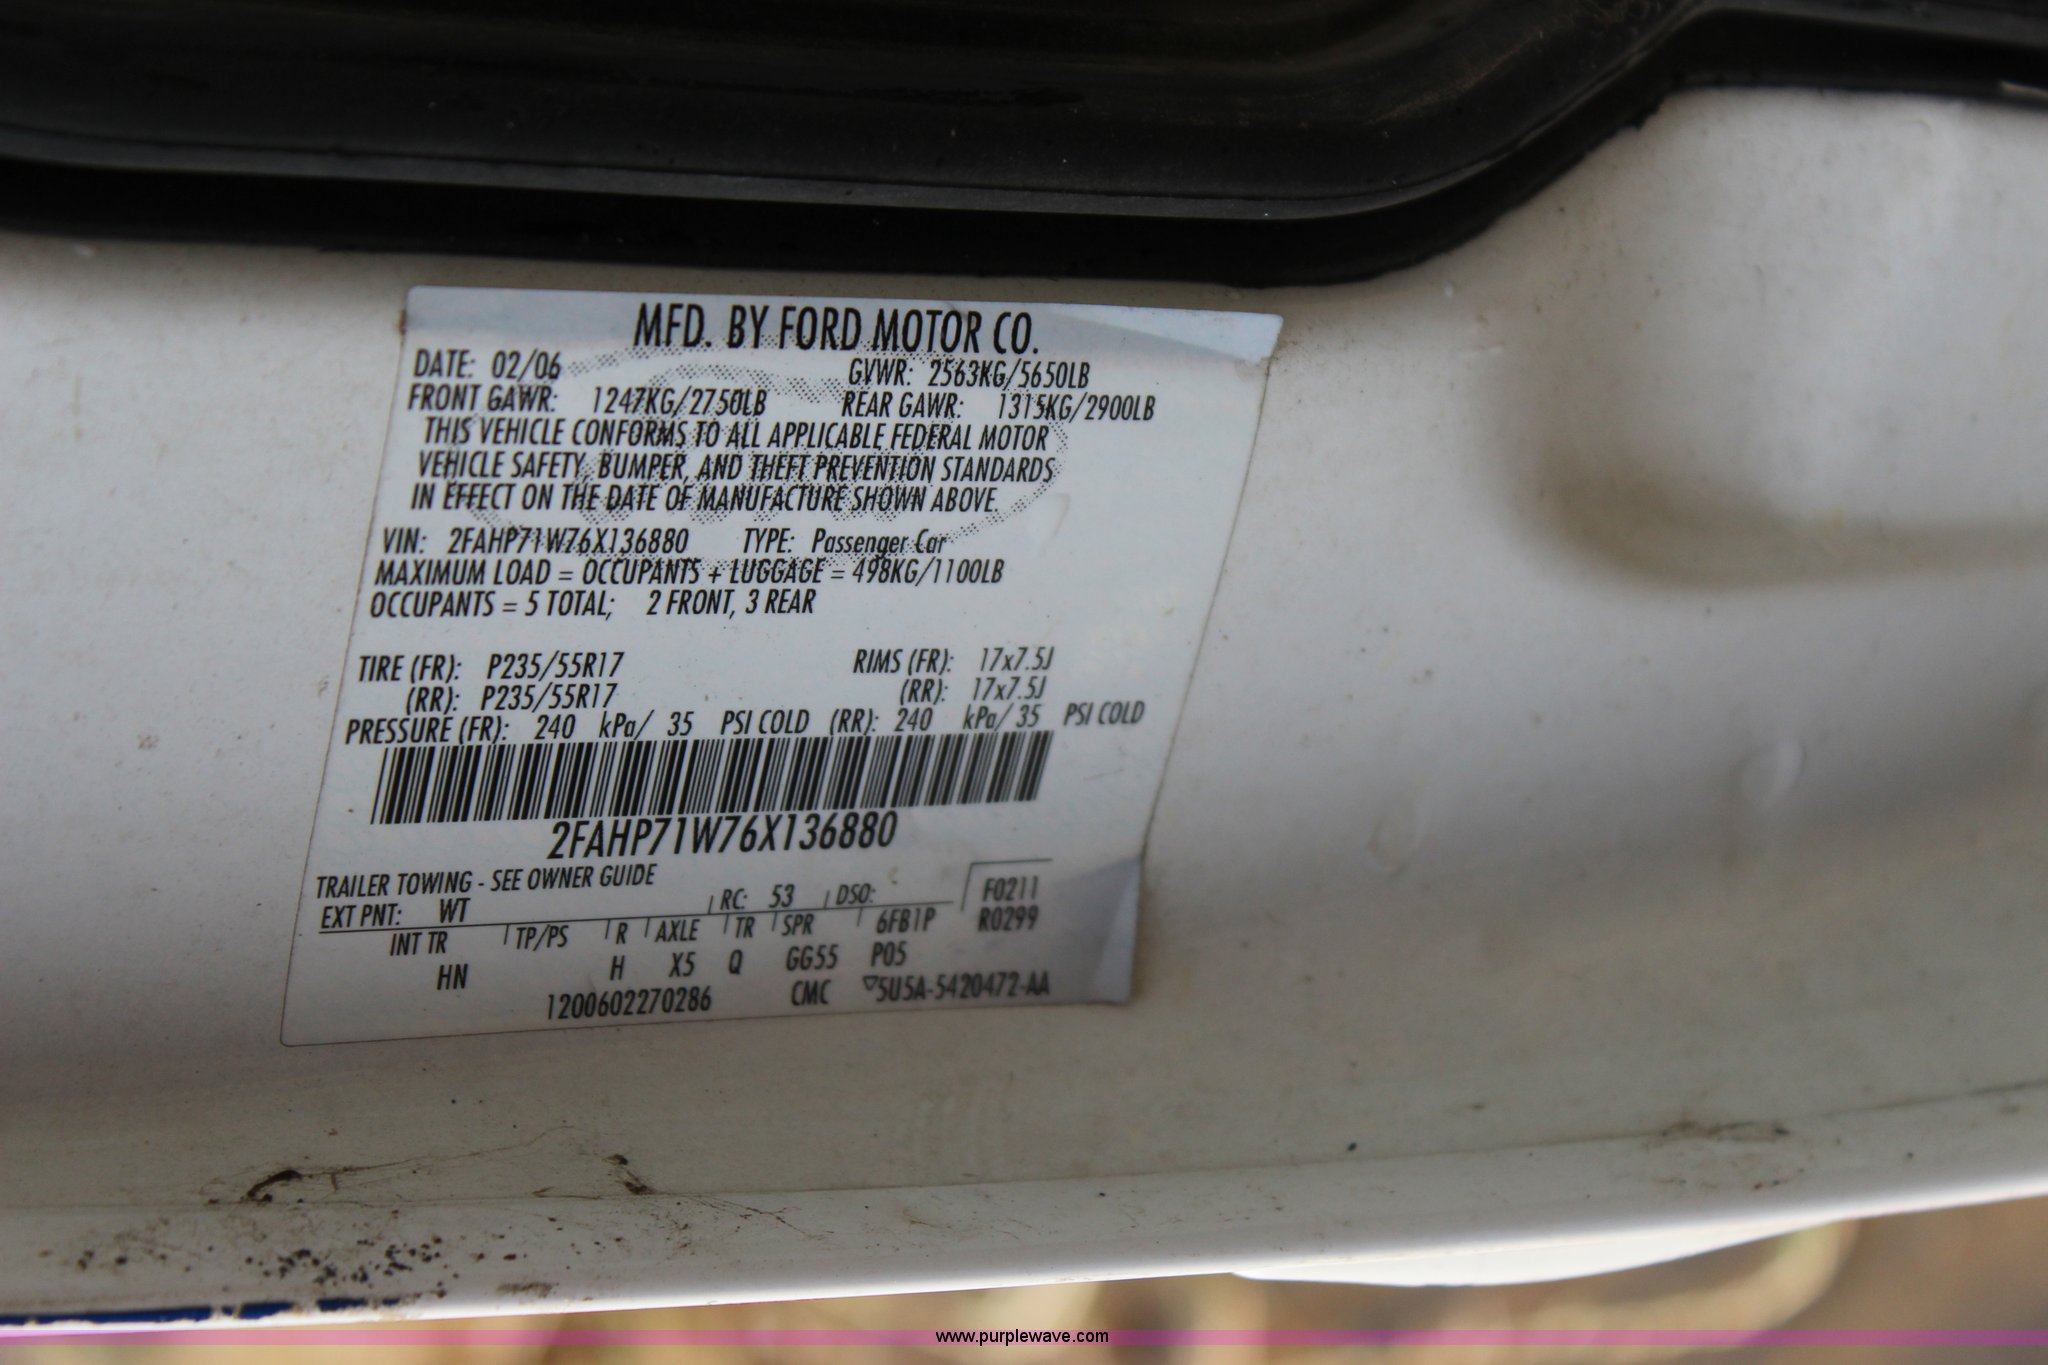 MFD. BY FORD MOTOR CO.
DATE: 02/06 GVWR: 2563KG/5650LB
FRONT GAWR: 1247KG/2750LB REAR GAWR: 1315KG/2900LB
THIS VEHICLE CONFORMS TO ALL APPLICABLE FEDERAL MOTOR
VEHICLE SAFETY, BUMPER, AND THEFT PREVENTION STANDARDS
IN EFFECT ON THE DATE OF MANUFACTURE SHOWN ABOVE.
VIN: 2FAHP71W76X136880 TYPE: Passenger Car
MAXIMUM LOAD = OCCUPANTS + LUGGAGE = 498KG/1100LB
OCCUPANTS = 5 TOTAL; 2 FRONT, 3 REAR
TIRE (FR): P235/55R17 RIMS (FR): 17x7.5J
(RR): P235/55R17 (RR): 17x7.5J
PRESSURE (FR): 240 kPa/ 35 PSI COLD (RR): 240 kPa/ 35 PSI COLD
2FAHP71W76X136880
TRAILER TOWING - SEE OWNER GUIDE
EXT PNT: WT RC: 53 DSO: F0211
INT TR TP/PS R AXLE TR SPR 6FB1P R0299
HN H X5 Q GG55 P05
1200602270286 CMC ▽5U5A-5420472-AA
www.purplewave.com